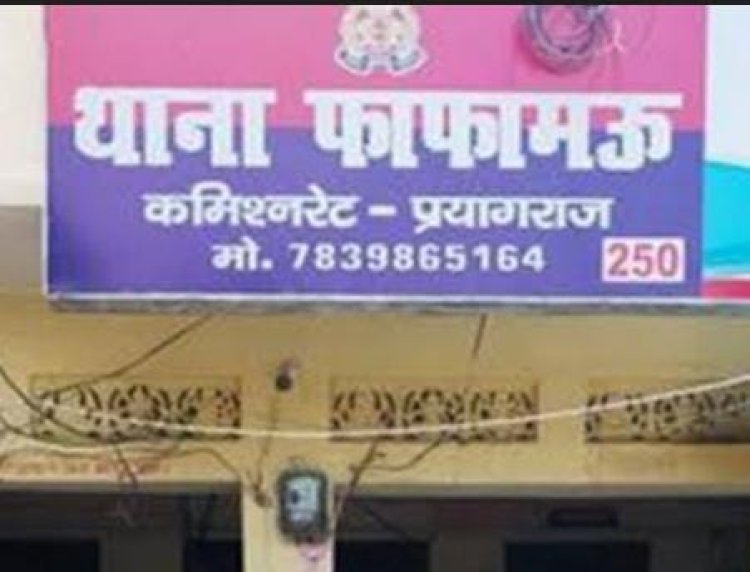 थाना फाफामऊ
कमिश्नरेट - प्रयागराज
मो. 7839865164
250